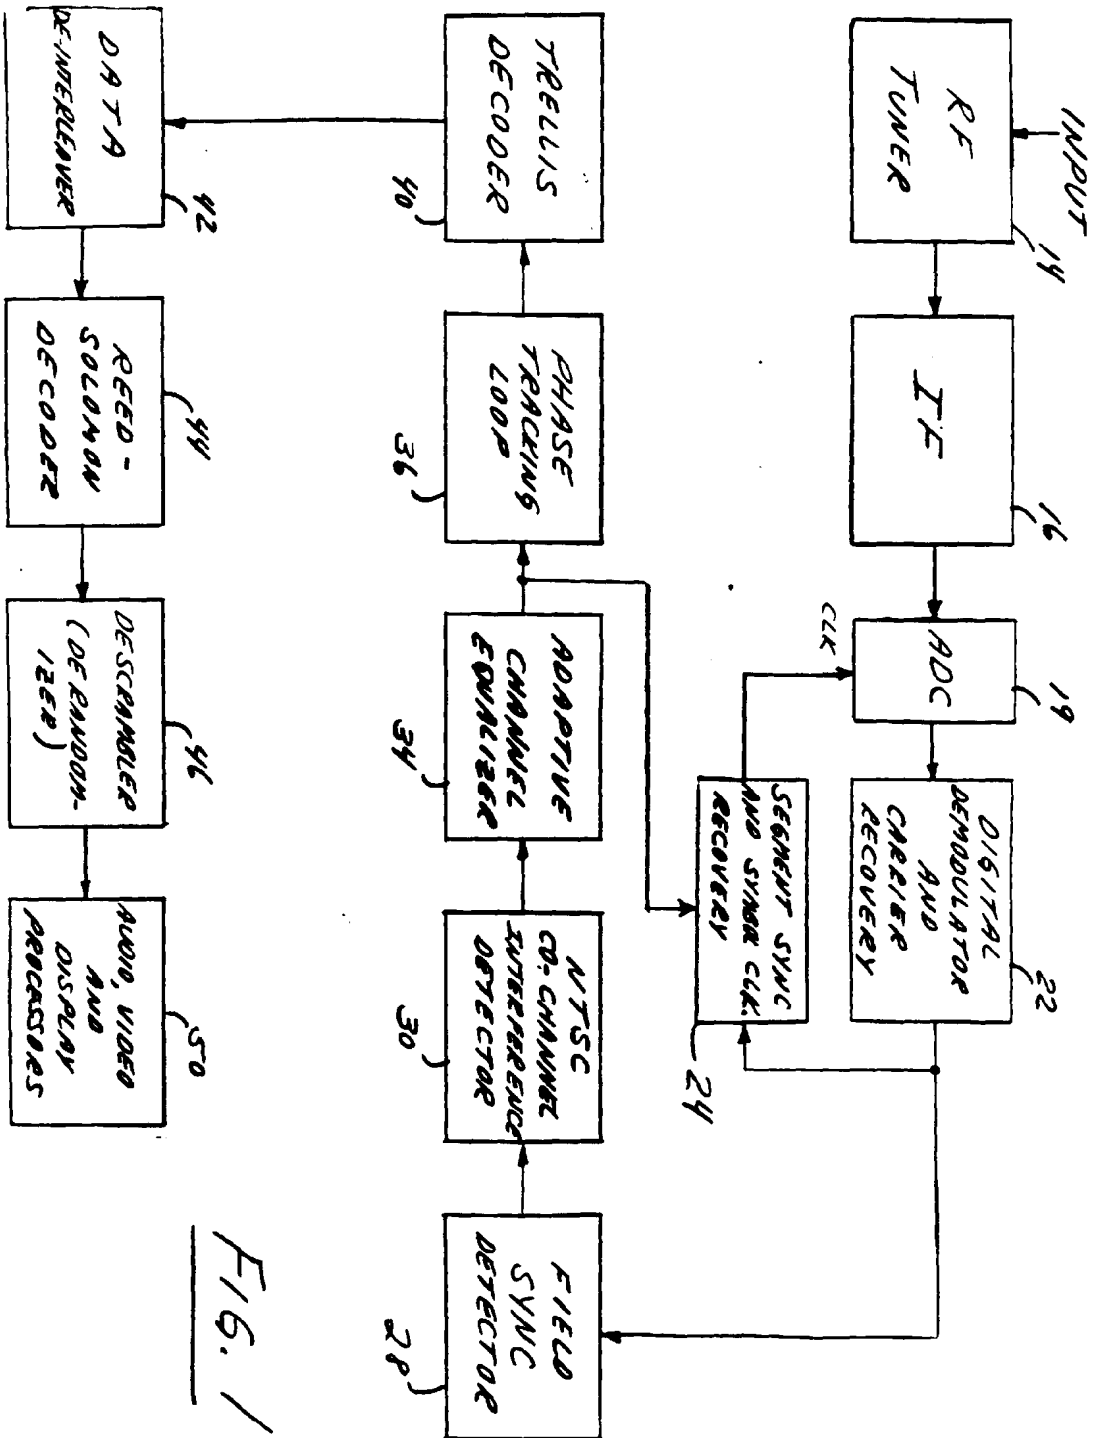 INPUT
14
RF
TUNER
16
IF
19
ADC
CLK
22
DIGITAL
DEMODULATOR
AND
CARRIER
RECOVERY
SEGMENT SYNC
AND SYMBOL CLK.
RECOVERY
24
TRELLIS
DECODER
40
PHASE
TRACKING
LOOP
36
ADAPTIVE
CHANNEL
EQUALIZER
34
NTSC
CO-CHANNEL
INTERFERENCE
DETECTOR
30
FIELD
SYNC
DETECTOR
28
42
DATA
DE-INTERLEAVER
44
REED-
SOLOMON
DECODER
46
DESCRAMBLER
(DERANDOM-
IZER)
50
AUDIO, VIDEO
AND
DISPLAY
PROCESSORS
FIG. 1